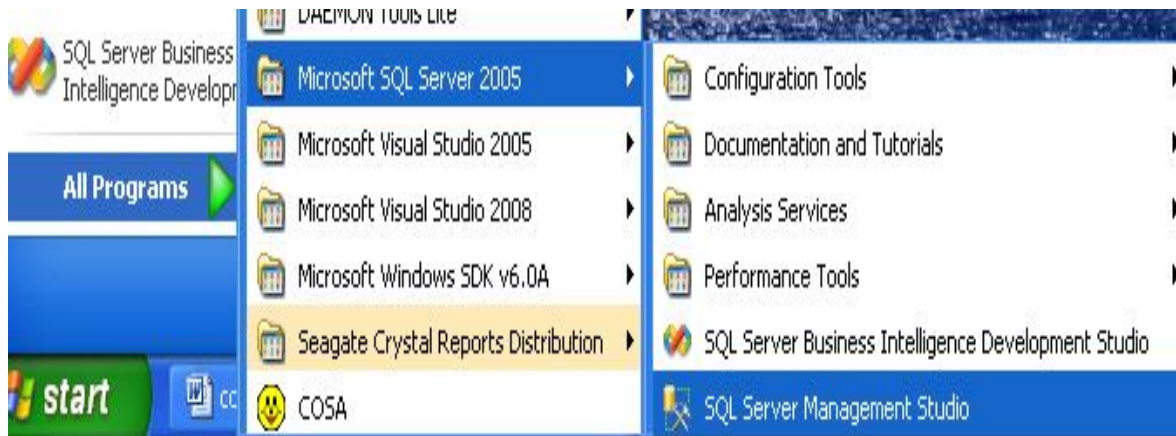 SQL Server Business
Intelligence Developr
All Programs
start
DAEMON Tools Lite
Microsoft SQL Server 2005
Microsoft Visual Studio 2005
Microsoft Visual Studio 2008
Microsoft Windows SDK v6.0A
Seagate Crystal Reports Distribution
COSA
Configuration Tools
Documentation and Tutorials
Analysis Services
Performance Tools
SQL Server Business Intelligence Development Studio
SQL Server Management Studio